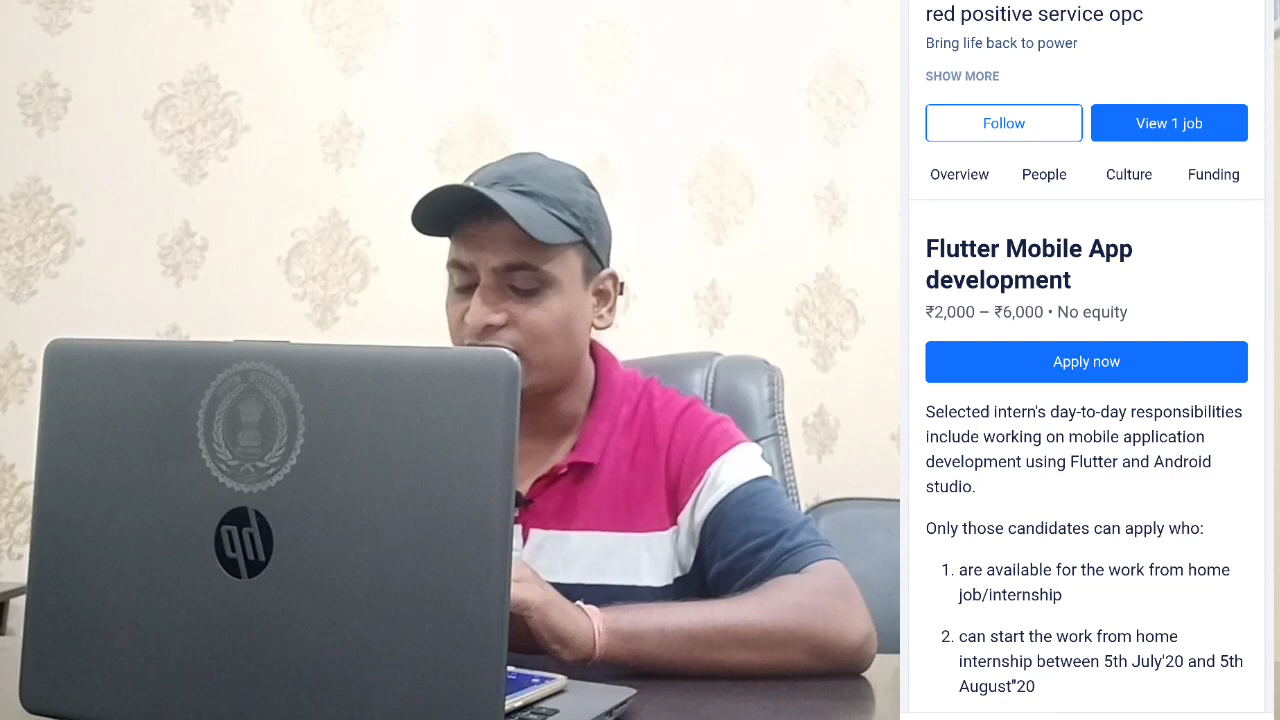 red positive service opc
Bring life back to power
SHOW MORE
Follow
View 1 job
Overview
People
Culture
Funding
Flutter Mobile App
development
₹2,000 – ₹6,000 • No equity
Apply now
Selected intern's day-to-day responsibilities
include working on mobile application
development using Flutter and Android
studio.
Only those candidates can apply who:
1. are available for the work from home
job/internship
2. can start the work from home
internship between 5th July'20 and 5th
August"20
hp